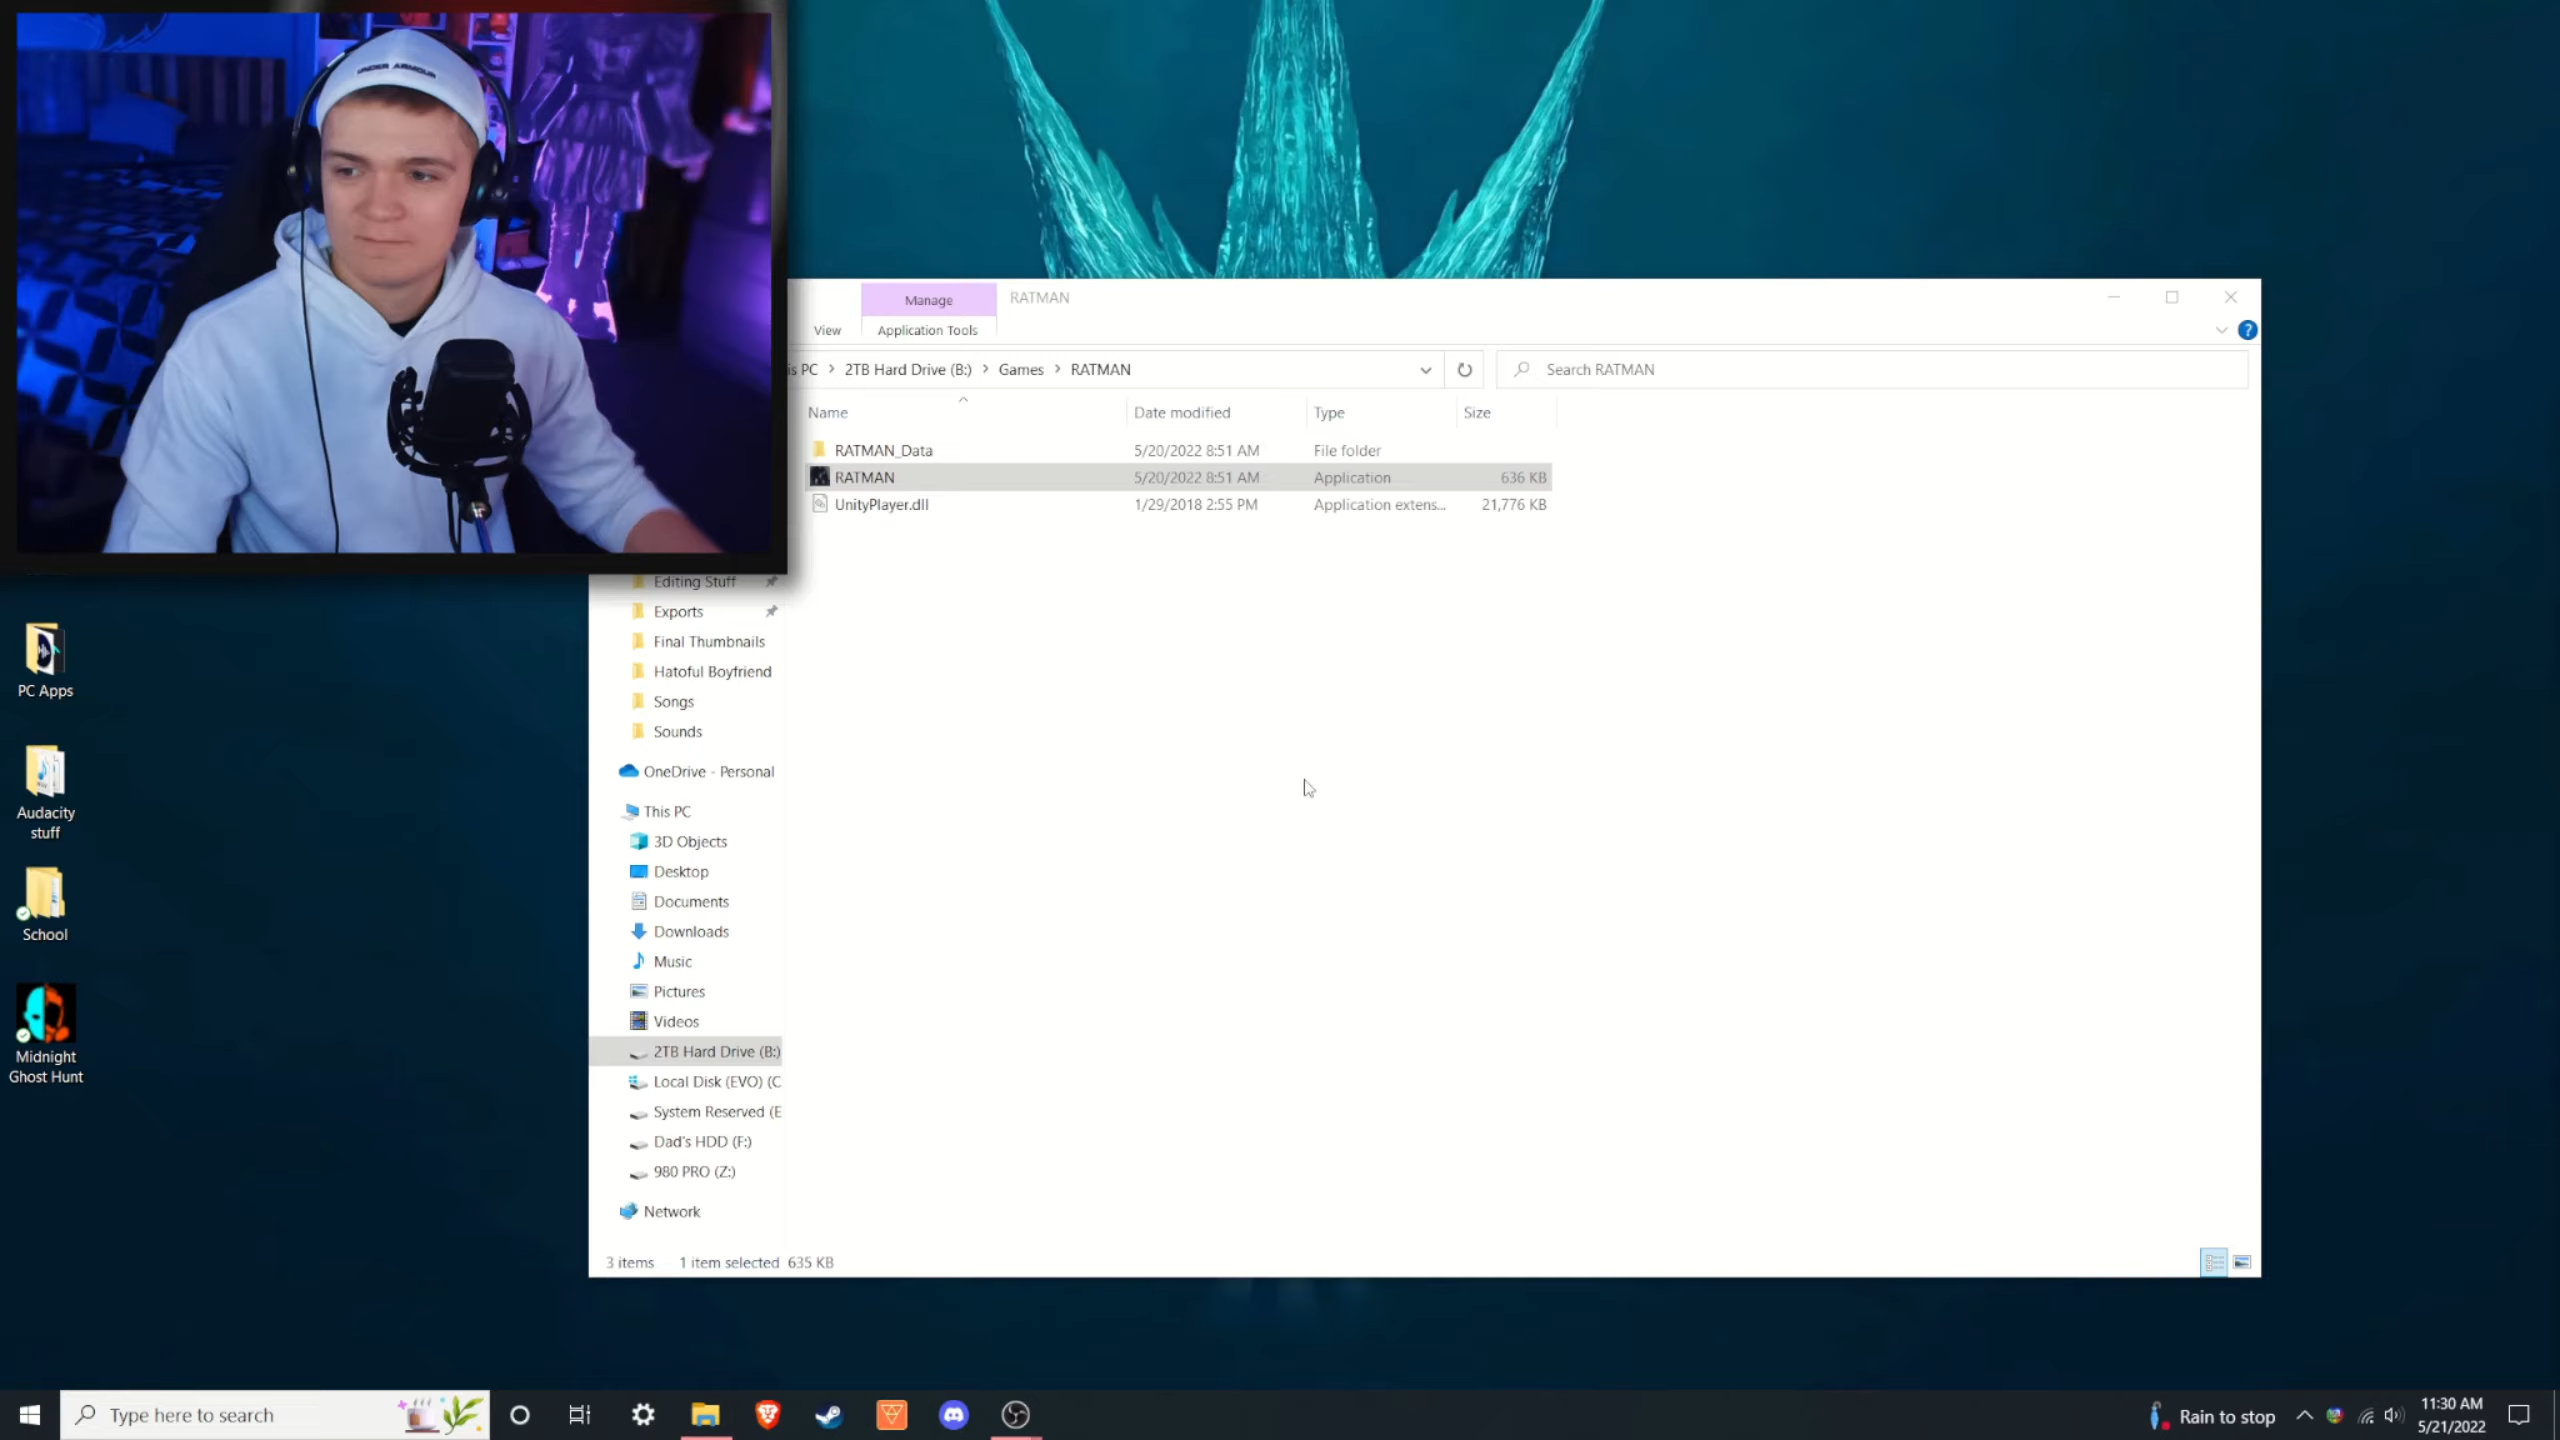 UNDER ARMOUR
Manage
RATMAN
View
Application Tools
is PC > 2TB Hard Drive (B:) > Games > RATMAN
Search RATMAN
Name
Date modified
Type
Size
RATMAN_Data 5/20/2022 8:51 AM File folder
RATMAN 5/20/2022 8:51 AM Application 636 KB
UnityPlayer.dll 1/29/2018 2:55 PM Application extens... 21,776 KB
Editing Stuff
Exports
Final Thumbnails
Hatoful Boyfriend
Songs
Sounds
OneDrive - Personal
This PC
3D Objects
Desktop
Documents
Downloads
Music
Pictures
Videos
2TB Hard Drive (B:)
Local Disk (EVO) (C
System Reserved (E
Dad's HDD (F:)
980 PRO (Z:)
Network
3 items 1 item selected 635 KB
PC Apps
Audacity
stuff
School
Midnight
Ghost Hunt
Type here to search
Rain to stop
11:30 AM
5/21/2022